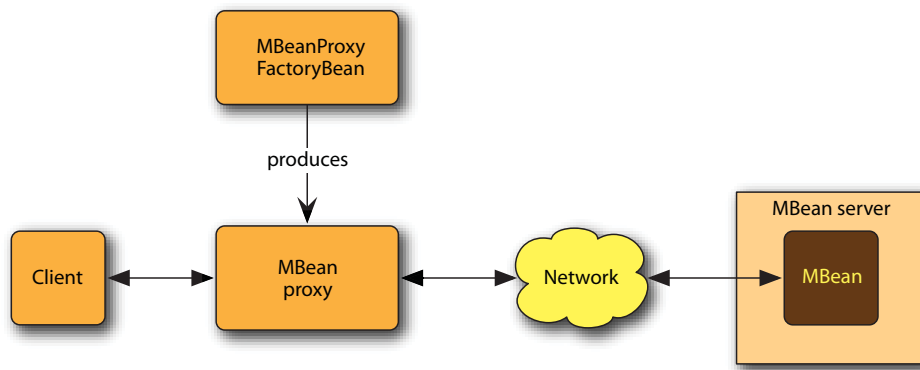 MBeanProxy
FactoryBean
produces
MBean server
Client
MBean
proxy
Network
MBean